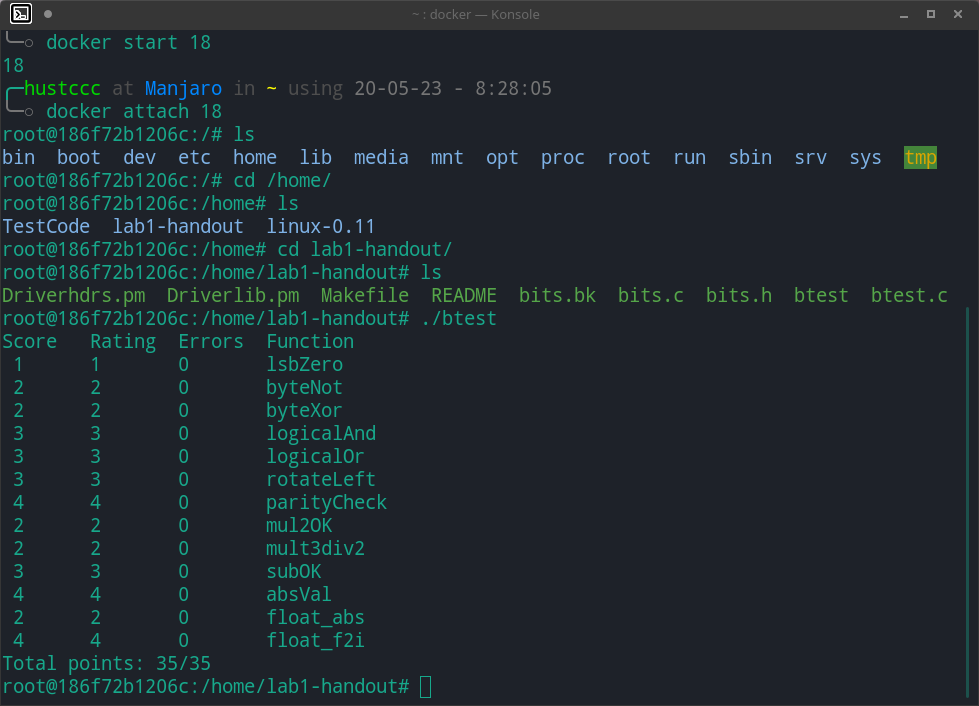 ~ : docker — Konsole
docker start 18
18
hustccc at Manjaro in ~ using 20-05-23 - 8:28:05
docker attach 18
root@186f72b1206c:/# ls
bin boot dev etc home lib media mnt opt proc root run sbin srv sys tmp
root@186f72b1206c:/# cd /home/
root@186f72b1206c:/home# ls
TestCode lab1-handout linux-0.11
root@186f72b1206c:/home# cd lab1-handout/
root@186f72b1206c:/home/lab1-handout# ls
Driverhdrs.pm Driverlib.pm Makefile README bits.bk bits.c bits.h btest btest.c
root@186f72b1206c:/home/lab1-handout# ./btest
Score Rating Errors Function
1 1 0 lsbZero
2 2 0 byteNot
2 2 0 byteXor
3 3 0 logicalAnd
3 3 0 logicalOr
3 3 0 rotateLeft
4 4 0 parityCheck
2 2 0 mul2OK
2 2 0 mult3div2
3 3 0 subOK
4 4 0 absVal
2 2 0 float_abs
4 4 0 float_f2i
Total points: 35/35
root@186f72b1206c:/home/lab1-handout#